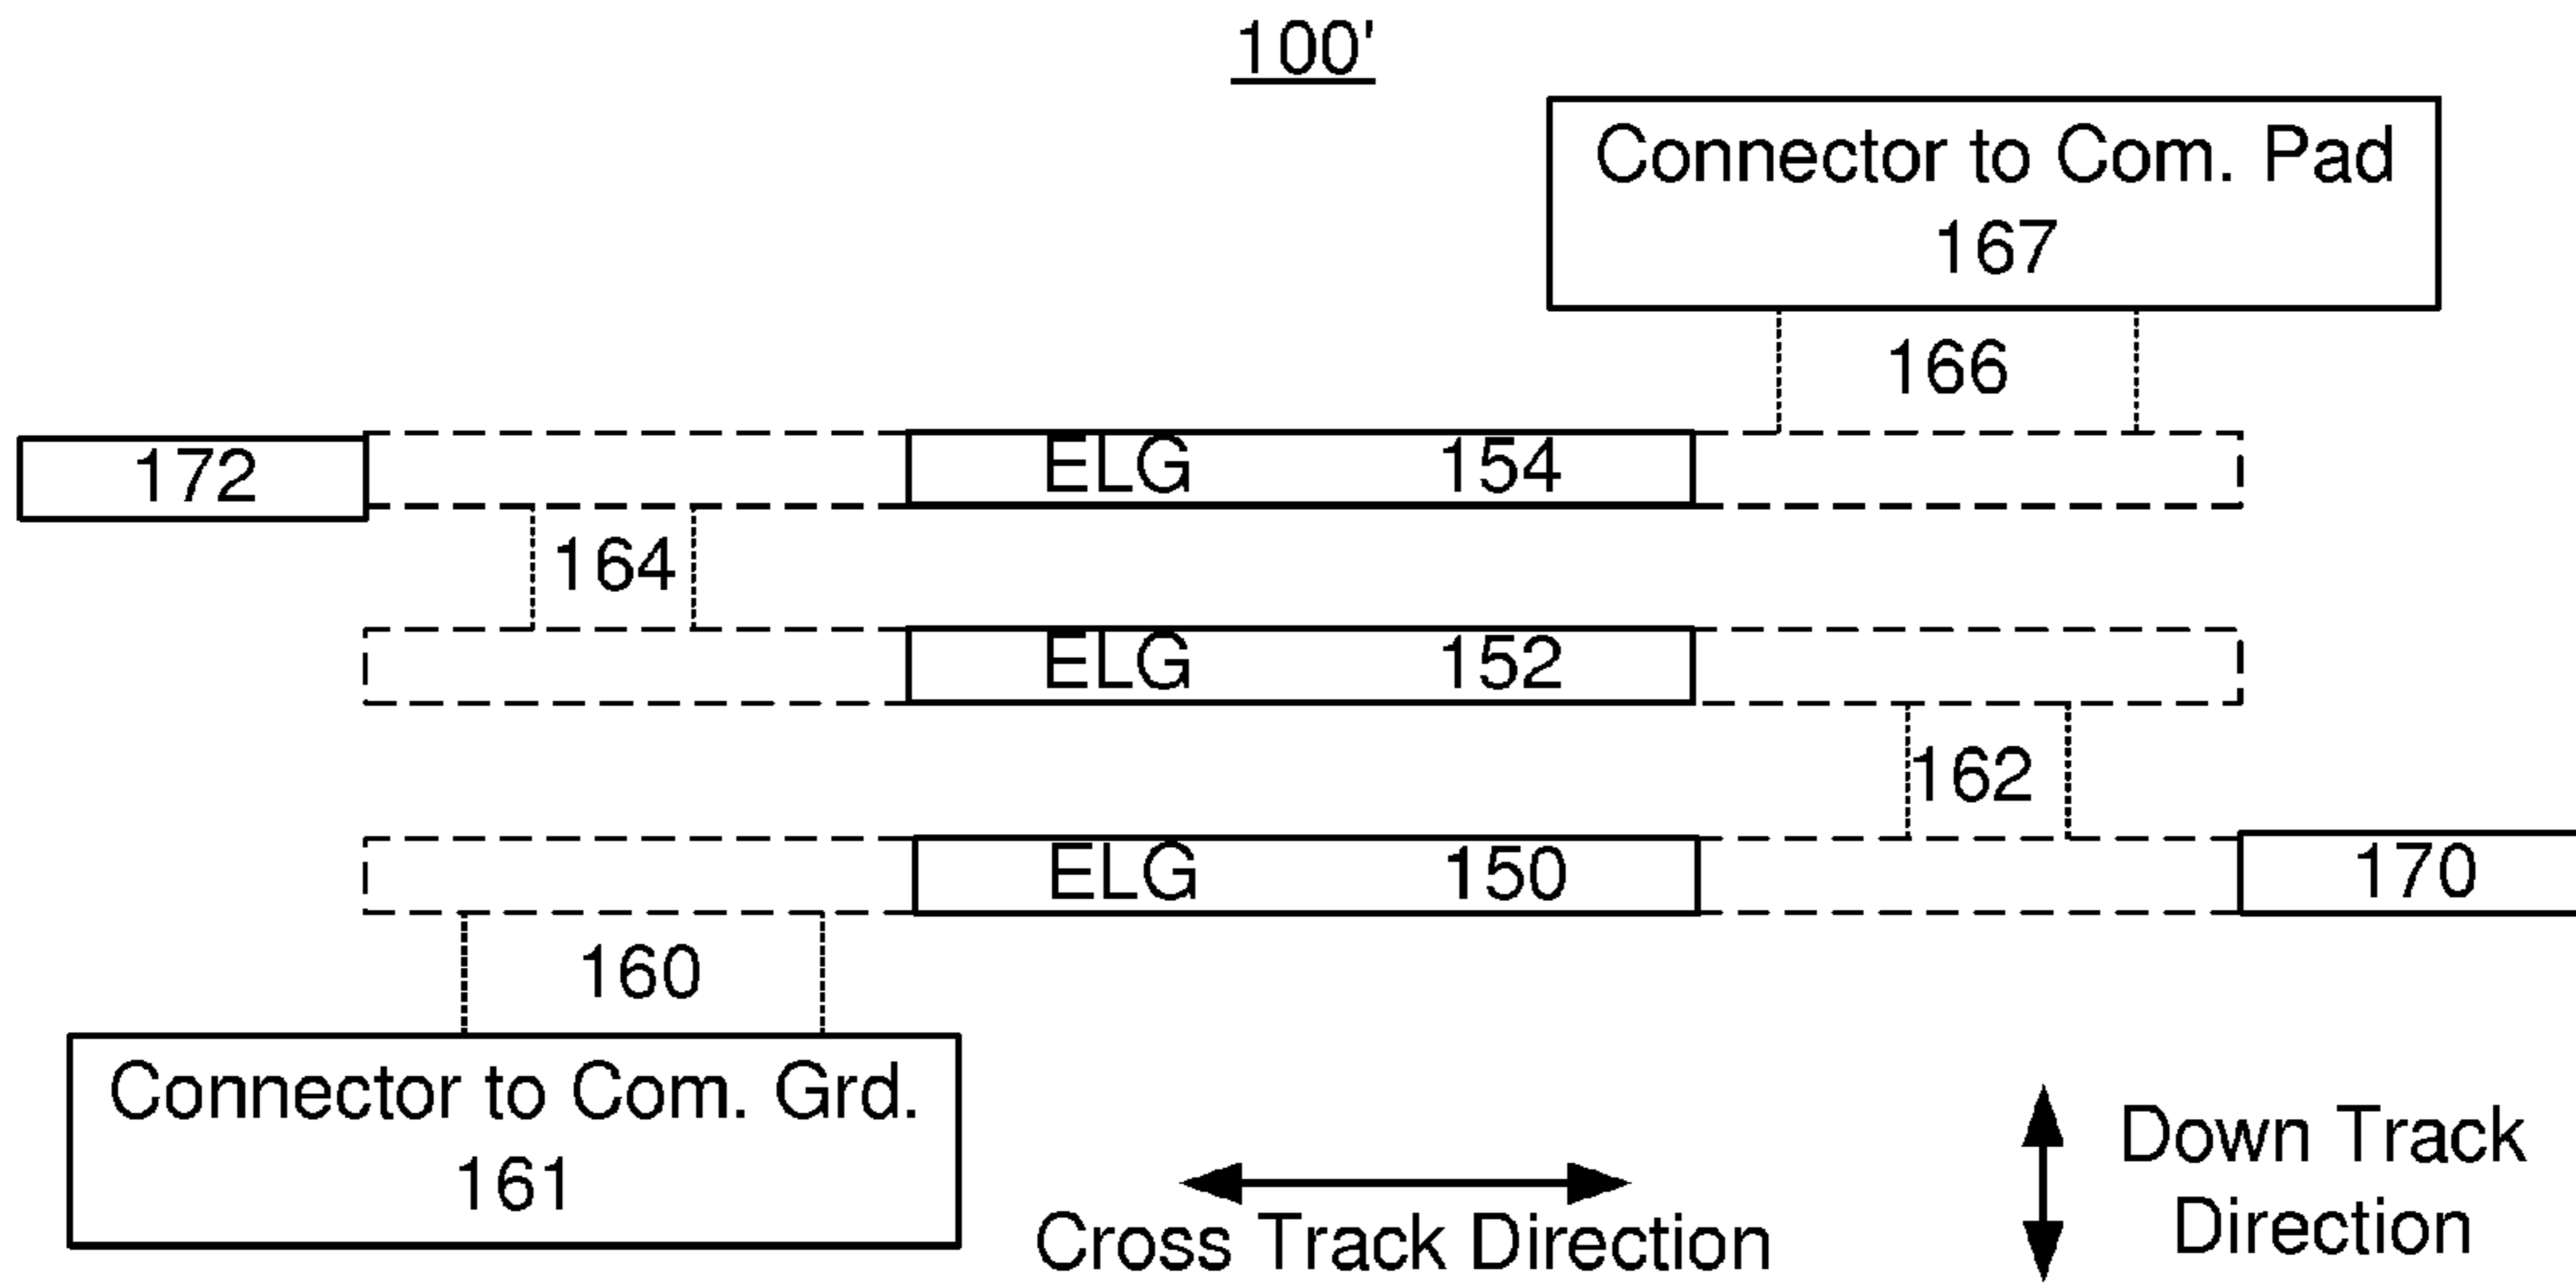 100'
Connector to Com. Pad
167
166
172
ELG 154
164
ELG 152
162
ELG 150
170
160
Connector to Com. Grd.
161
Cross Track Direction
Down Track
Direction